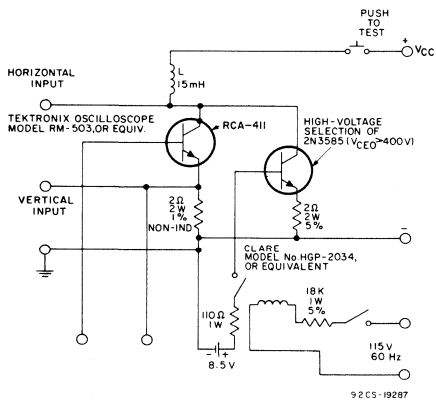 PUSH
TO
TEST
+
VCC
L
15mH
HORIZONTAL
INPUT
TEKTRONIX OSCILLOSCOPE
MODEL RM-503, OR EQUIV.
RCA-411
HIGH-VOLTAGE
SELECTION OF
2N3585 (VCEO>400V)
VERTICAL
INPUT
2Ω
2W
1%
NON-IND
2Ω
2W
5%
−
CLARE
MODEL No. HGP-2034,
OR EQUIVALENT
110Ω
1W
18K
1W
5%
- +
8.5V
115V
60 Hz
92CS-19287